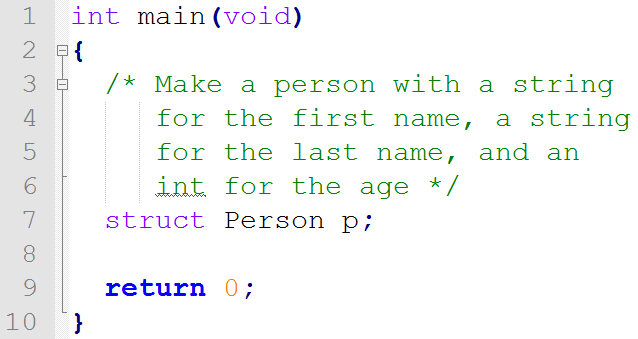 1 int main(void)
2 {
3 /* Make a person with a string
4 for the first name, a string
5 for the last name, and an
6 int for the age */
7 struct Person p;
8
9 return 0;
10 }